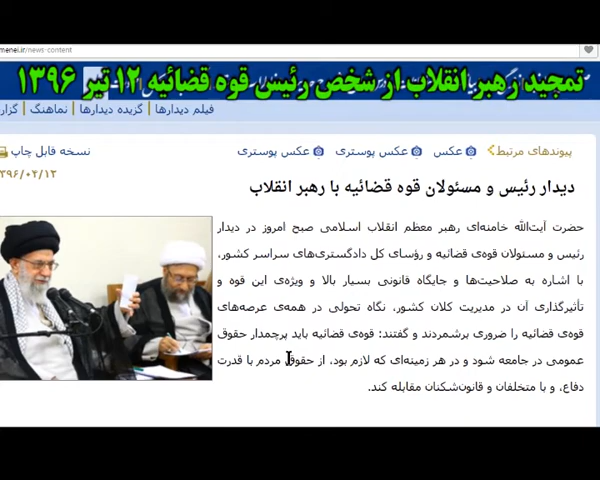 menei.ir/news-content
تمجید رهبر انقلاب از شخص رئیس قوه قضائیه ۱۲ تیر ۱۳۹۶
فیلم دیدارها | گزیده دیدارها | نماهنگ | گزار
پیوندهای مرتبط عکس عکس پوستری عکس پوستری نسخه قابل چاپ
۳۹۶/۰۴/۱۲
دیدار رئیس و مسئولان قوه قضائیه با رهبر انقلاب
حضرت آیت‌الله خامنه‌ای رهبر معظم انقلاب اسلامی صبح امروز در دیدار
رئیس و مسئولان قوه‌ی قضائیه و رؤسای کل دادگستری‌های سراسر کشور،
با اشاره به صلاحیت‌ها و جایگاه قانونی بسیار بالا و ویژه‌ی این قوه و
تأثیرگذاری آن در مدیریت کلان کشور، نگاه تحولی در همه‌ی عرصه‌های
قوه‌ی قضائیه را ضروری برشمردند و گفتند: قوه‌ی قضائیه باید پرچمدار حقوق
عمومی در جامعه شود و در هر زمینه‌ای که لازم بود، از حقوق مردم با قدرت
دفاع، و با متخلفان و قانون‌شکنان مقابله کند.